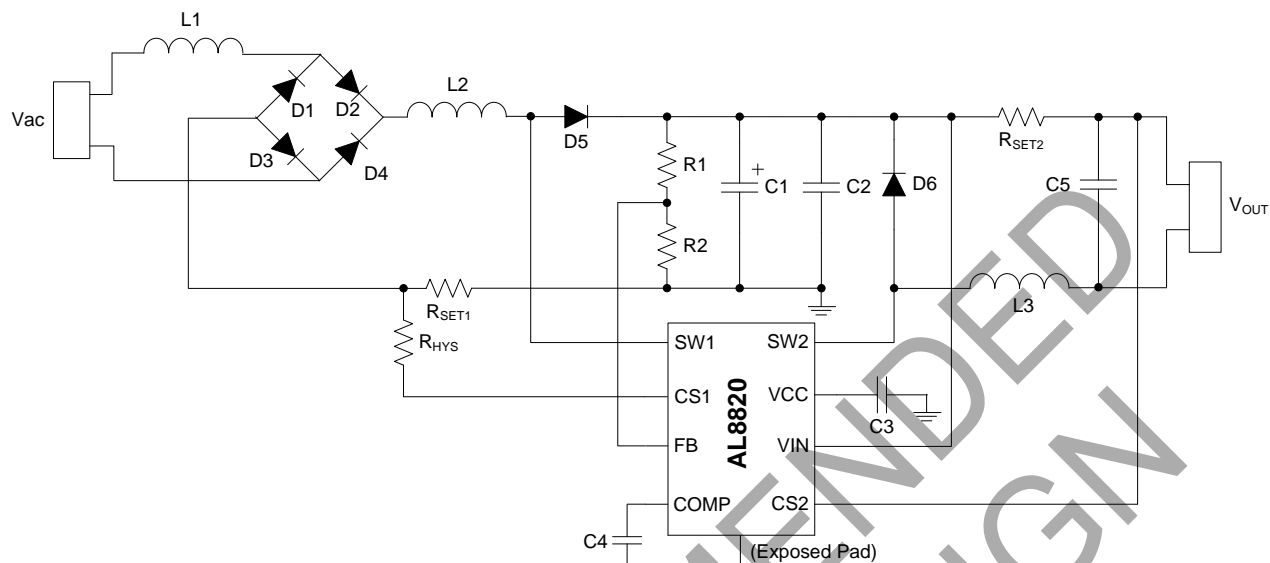 L1
Vac
D1
D2
D3
D4
L2
D5
R1
R2
C1
+
C2
D6
RSET2
C5
VOUT
RSET1
RHYS
L3
SW1
SW2
CS1
VCC
C3
FB
VIN
COMP
CS2
AL8820
C4
(Exposed Pad)